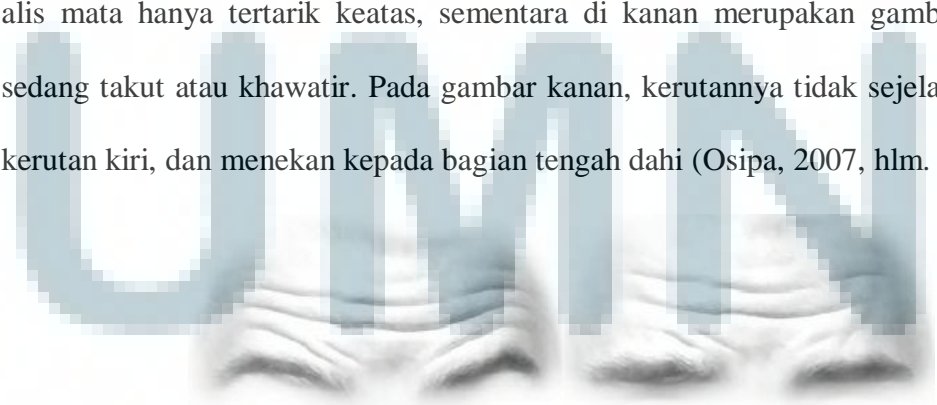 alis mata hanya tertarik keatas, sementara di kanan merupakan gamb
sedang takut atau khawatir. Pada gambar kanan, kerutannya tidak sejela
kerutan kiri, dan menekan kepada bagian tengah dahi (Osipa, 2007, hlm.
UMN